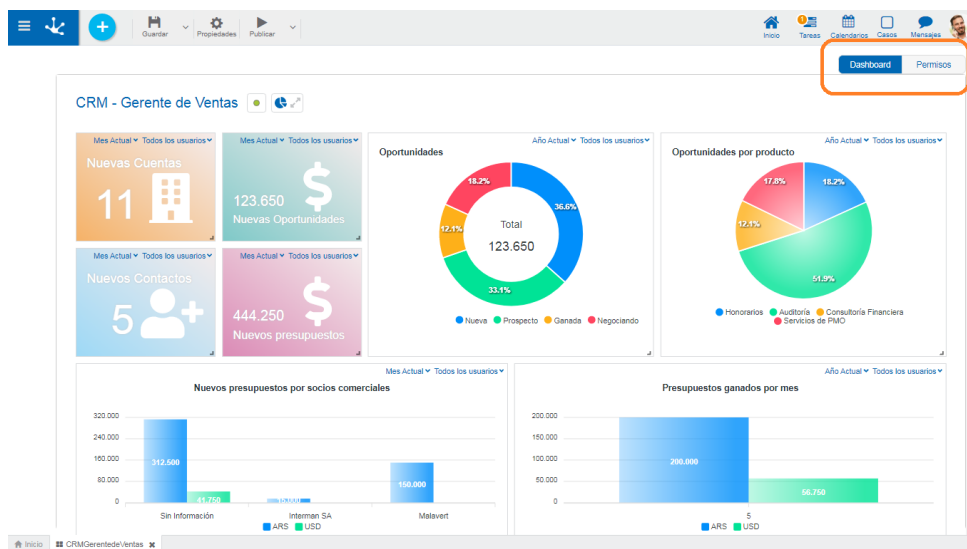 Guardar
Propiedades
Publicar
Inicio
1
Tareas
Calendarios
Casos
Mensajes
Dashboard
Permisos
CRM - Gerente de Ventas
Mes Actual Todos los usuarios
Nuevas Cuentas
11
Mes Actual Todos los usuarios
123.650
Nuevas Oportunidades
Mes Actual Todos los usuarios
Nuevos Contactos
5
Mes Actual Todos los usuarios
444.250
Nuevos presupuestos
Año Actual Todos los usuarios
Oportunidades
18.2%
36.6%
12.1%
33.1%
Total
123.650
Nueva Prospecto Ganada Negociando
Año Actual Todos los usuarios
Oportunidades por producto
17.8%
18.2%
12.1%
51.9%
Honorarios Auditoría Consultoría Financiera
Servicios de PMO
Mes Actual Todos los usuarios
Nuevos presupuestos por socios comerciales
320.000
240.000
160.000
80.000
0
312.500
41.750
15.000
150.000
Sin Información
Interman SA
Malavert
ARS USD
Año Actual Todos los usuarios
Presupuestos ganados por mes
200.000
150.000
100.000
50.000
0
200.000
56.750
5
ARS USD
Inicio
CRMGerentedeVentas